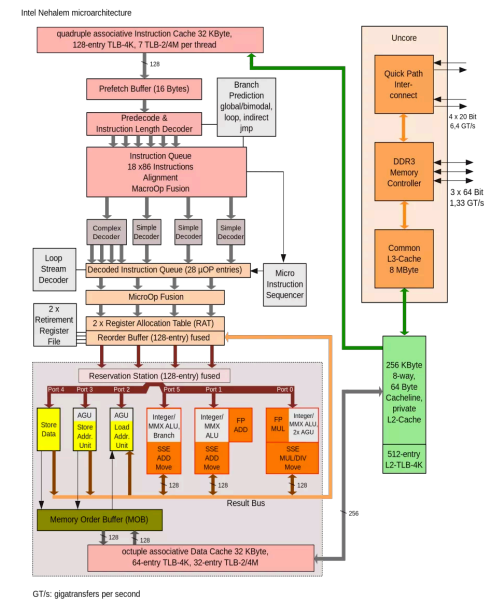 Intel Nehalem microarchitecture
quadruple associative Instruction Cache 32 KByte,
128-entry TLB-4K, 7 TLB-2/4M per thread
128
Prefetch Buffer (16 Bytes)
Predecode &
Instruction Length Decoder
Branch
Prediction
global/bimodal,
loop, indirect
jmp
Instruction Queue
18 x86 Instructions
Alignment
MacroOp Fusion
Complex
Decoder
Simple
Decoder
Simple
Decoder
Simple
Decoder
Loop
Stream
Decoder
Decoded Instruction Queue (28 µOP entries)
Micro
Instruction
Sequencer
MicroOp Fusion
2 x
Retirement
Register
File
2 x Register Allocation Table (RAT)
Reorder Buffer (128-entry) fused
Reservation Station (128-entry) fused
Port 4
Port 3
Port 2
Port 5
Port 1
Port 0
Store
Data
AGU
Store
Addr.
Unit
AGU
Load
Addr.
Unit
Integer/
MMX ALU,
Branch
SSE
ADD
Move
Integer/
MMX
ALU
FP
ADD
SSE
ADD
Move
FP
MUL
Integer/
MMX ALU,
2x AGU
SSE
MUL/DIV
Move
128
128
128
Result Bus
Memory Order Buffer (MOB)
128
128
256
octuple associative Data Cache 32 KByte,
64-entry TLB-4K, 32-entry TLB-2/4M
Uncore
Quick Path
Inter-
connect
4 x 20 Bit
6,4 GT/s
DDR3
Memory
Controller
3 x 64 Bit
1,33 GT/s
Common
L3-Cache
8 MByte
256 KByte
8-way,
64 Byte
Cacheline,
private
L2-Cache
512-entry
L2-TLB-4K
GT/s: gigatransfers per second